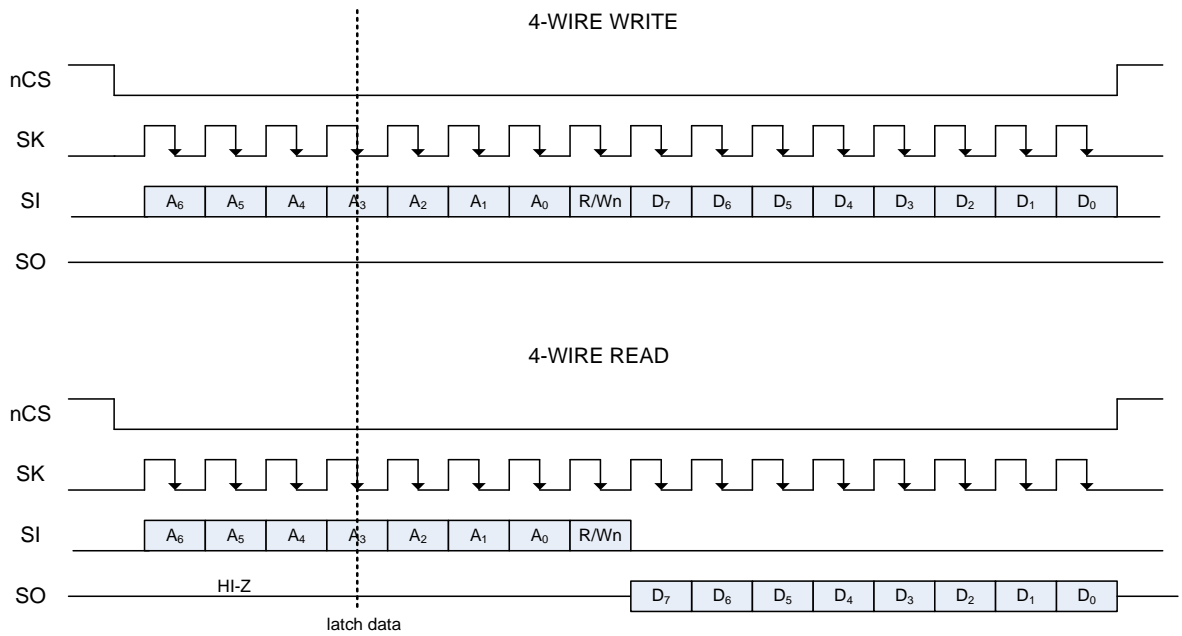 4-WIRE WRITE
nCS
SK
SI A₆ A₅ A₄ A₃ A₂ A₁ A₀ R/Wn D₇ D₆ D₅ D₄ D₃ D₂ D₁ D₀
SO
4-WIRE READ
nCS
SK
SI A₆ A₅ A₄ A₃ A₂ A₁ A₀ R/Wn
SO HI-Z D₇ D₆ D₅ D₄ D₃ D₂ D₁ D₀
latch data